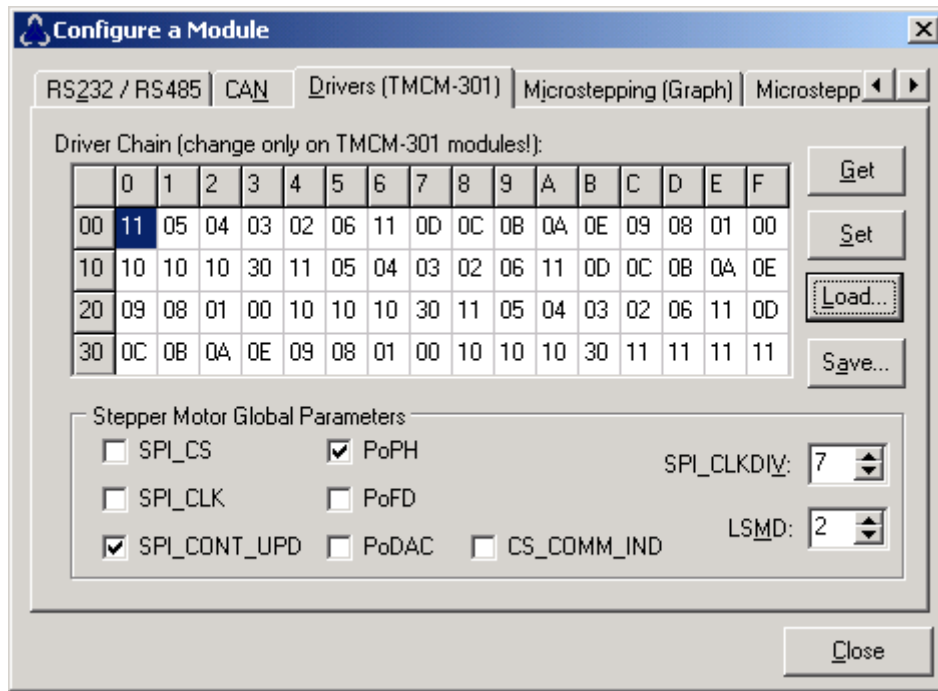 Configure a Module
RS232 / RS485 CAN Drivers (TMCM-301) Microstepping (Graph) Microstepp
Driver Chain (change only on TMCM-301 modules!):
0 1 2 3 4 5 6 7 8 9 A B C D E F
00 11 05 04 03 02 06 11 0D 0C 0B 0A 0E 09 08 01 00
10 10 10 10 30 11 05 04 03 02 06 11 0D 0C 0B 0A 0E
20 09 08 01 00 10 10 10 30 11 05 04 03 02 06 11 0D
30 0C 0B 0A 0E 09 08 01 00 10 10 10 30 11 11 11 11
Get
Set
Load...
Save...
Stepper Motor Global Parameters
SPI_CS PoPH
SPI_CLKDIV: 7
SPI_CLK PoFD
LSMD: 2
SPI_CONT_UPD PoDAC CS_COMM_IND
Close